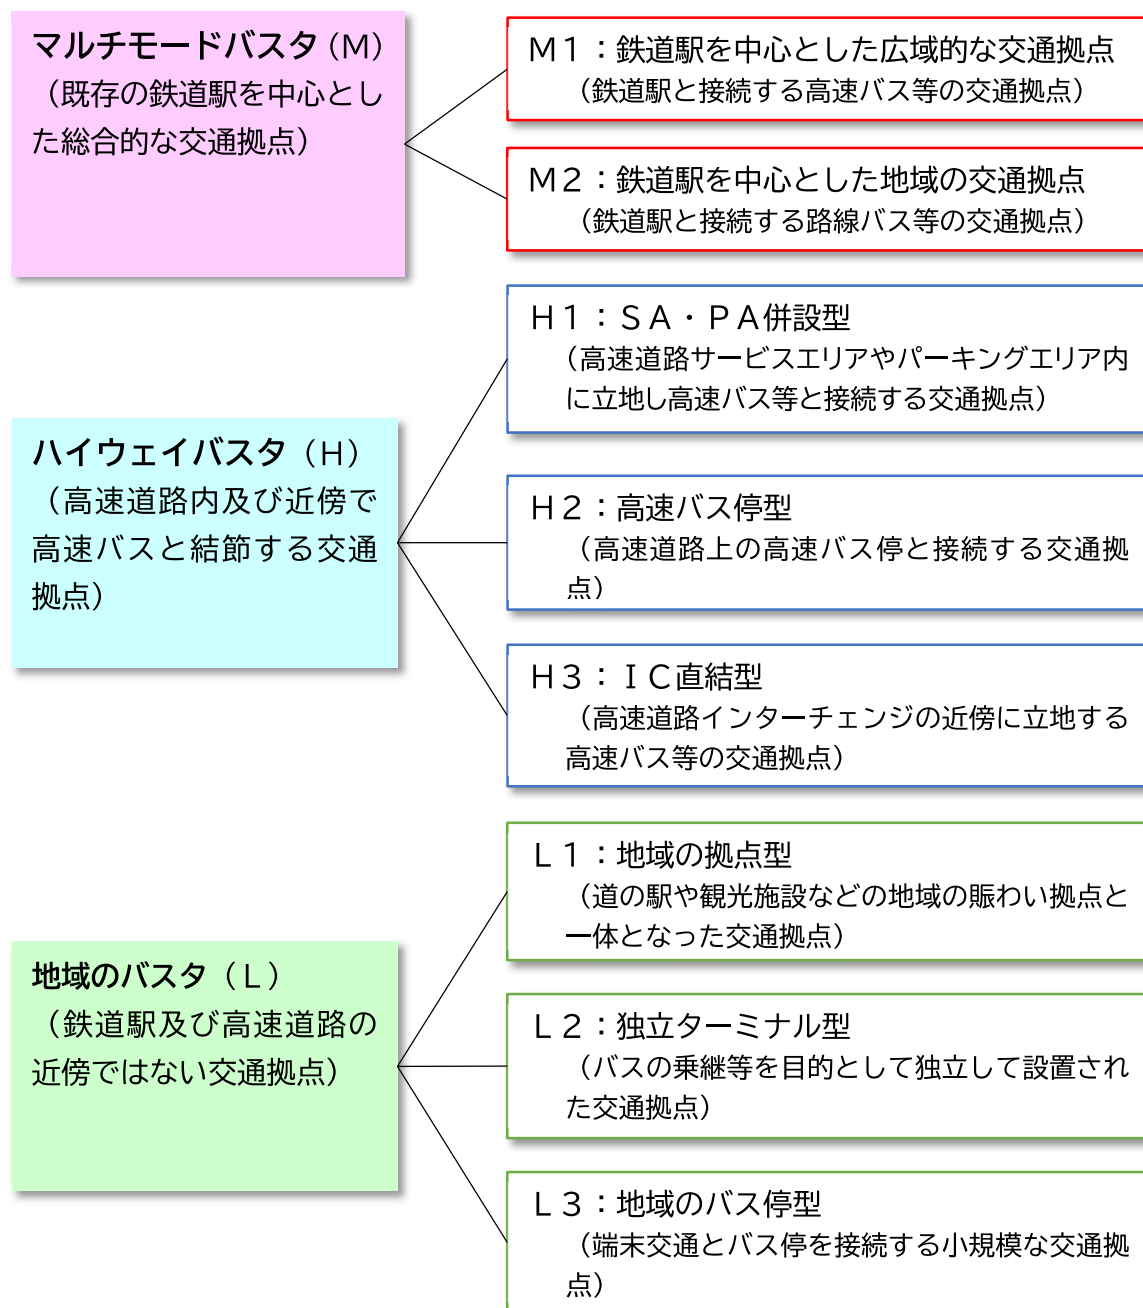 マルチモードバスタ（Ｍ）
（既存の鉄道駅を中心とし
た総合的な交通拠点）
Ｍ１：鉄道駅を中心とした広域的な交通拠点
（鉄道駅と接続する高速バス等の交通拠点）
Ｍ２：鉄道駅を中心とした地域の交通拠点
（鉄道駅と接続する路線バス等の交通拠点）
ハイウェイバスタ（Ｈ）
（高速道路内及び近傍で
高速バスと結節する交通
拠点）
Ｈ１：ＳＡ・ＰＡ併設型
（高速道路サービスエリアやパーキングエリア内
に立地し高速バス等と接続する交通拠点）
Ｈ２：高速バス停型
（高速道路上の高速バス停と接続する交通拠
点）
Ｈ３：ＩＣ直結型
（高速道路インターチェンジの近傍に立地する
高速バス等の交通拠点）
地域のバスタ（Ｌ）
（鉄道駅及び高速道路の
近傍ではない交通拠点）
Ｌ１：地域の拠点型
（道の駅や観光施設などの地域の賑わい拠点と
一体となった交通拠点）
Ｌ２：独立ターミナル型
（バスの乗継等を目的として独立して設置され
た交通拠点）
Ｌ３：地域のバス停型
（端末交通とバス停を接続する小規模な交通拠
点）